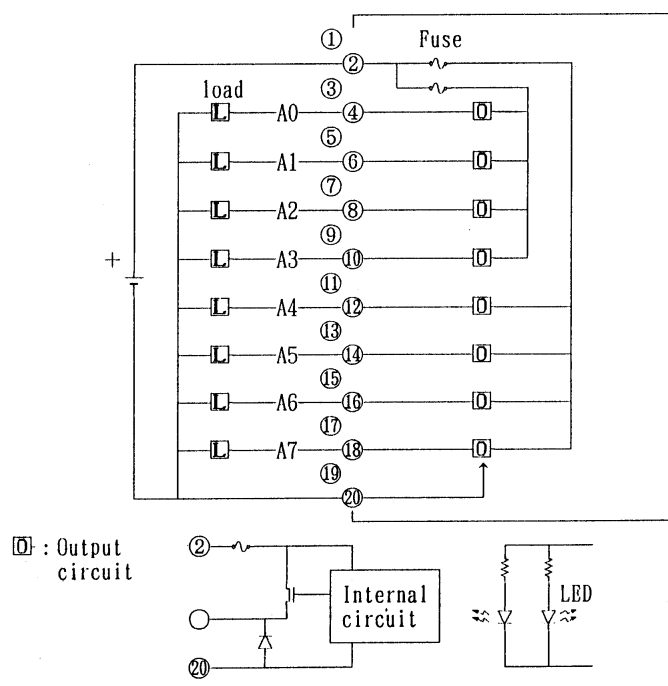 ① Fuse
②
load ③
L A0 ④ O
⑤
L A1 ⑥ O
⑦
L A2 ⑧ O
⑨
+ L A3 ⑩ O
⑪
L A4 ⑫ O
⑬
L A5 ⑭ O
⑮
L A6 ⑯ O
⑰
L A7 ⑱ O
⑲
⑳
O : Output
circuit
②
Internal
circuit
LED
⑳